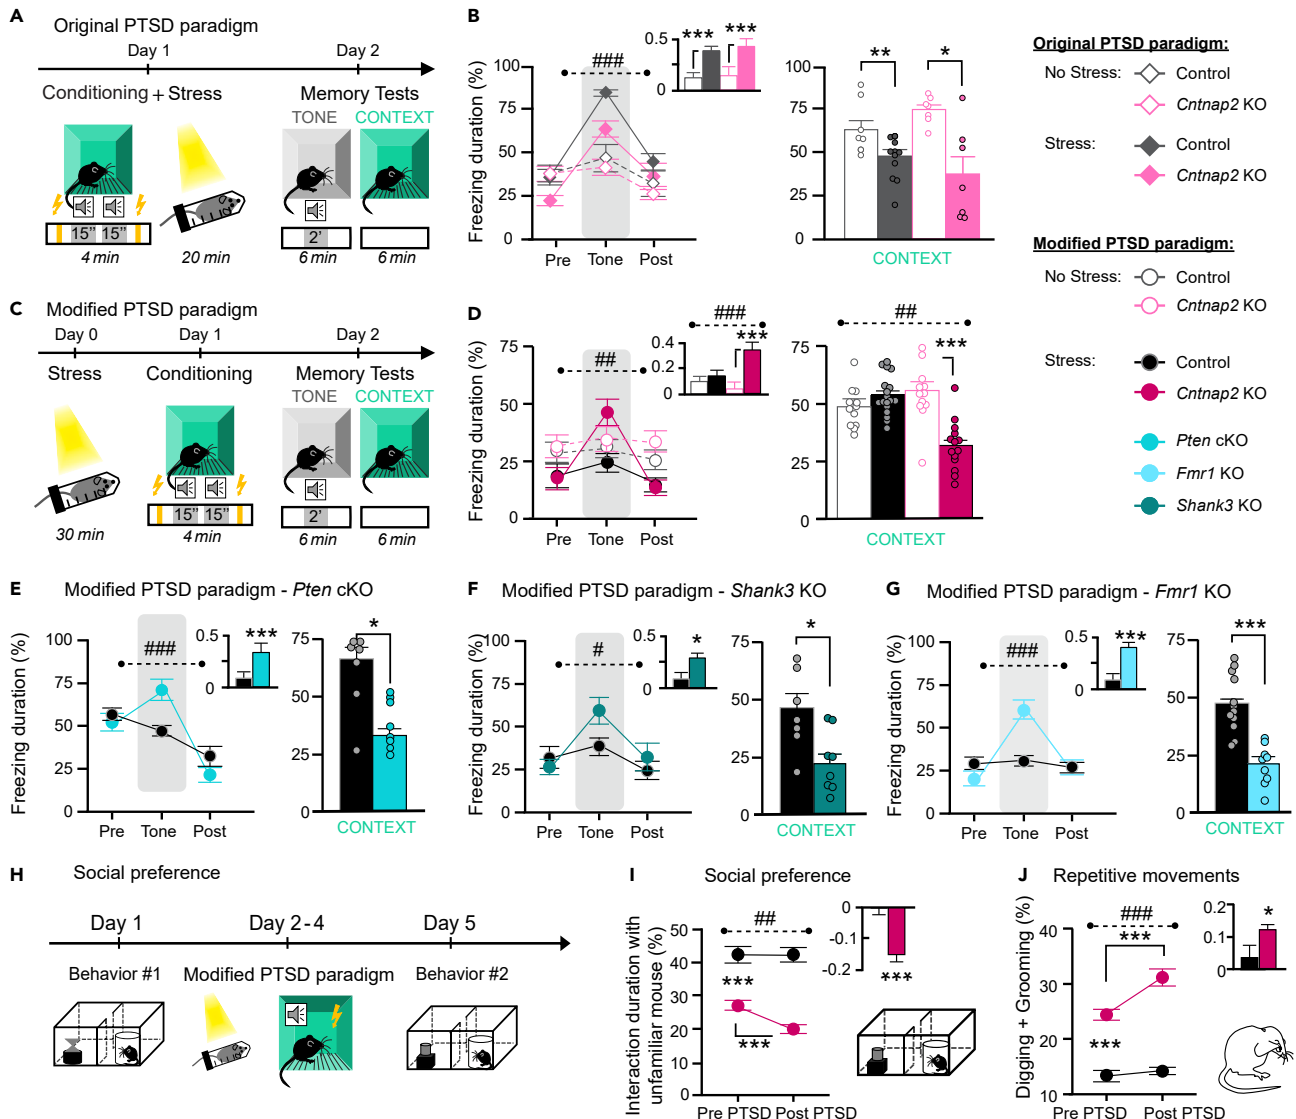 A
Original PTSD paradigm
Day 1
Day 2
Conditioning + Stress
Memory Tests
TONE
CONTEXT
15” 15”
2’
4 min
20 min
6 min
6 min
B
Freezing duration (%)
100
75
50
25
0
Pre
Tone
Post
###
0.5
0
***
***
100
75
50
25
0
**
*
CONTEXT
Original PTSD paradigm:
No Stress:
Control
Cntnap2 KO
Stress:
Control
Cntnap2 KO
Modified PTSD paradigm:
No Stress:
Control
Cntnap2 KO
Stress:
Control
Cntnap2 KO
Pten cKO
Fmr1 KO
Shank3 KO
C
Modified PTSD paradigm
Day 0
Day 1
Day 2
Stress
Conditioning
Memory Tests
TONE
CONTEXT
15” 15”
2’
30 min
4 min
6 min
6 min
D
Freezing duration (%)
75
50
25
0
Pre
Tone
Post
##
###
0.4
0.2
0
***
75
50
25
0
##
***
CONTEXT
E
Modified PTSD paradigm - Pten cKO
Freezing duration (%)
100
75
50
25
0
Pre
Tone
Post
###
0.5
0
***
100
75
50
25
0
*
CONTEXT
F
Modified PTSD paradigm - Shank3 KO
Freezing duration (%)
100
75
50
25
0
Pre
Tone
Post
#
0.5
0
*
75
50
25
0
*
CONTEXT
G
Modified PTSD paradigm - Fmr1 KO
Freezing duration (%)
100
75
50
25
0
Pre
Tone
Post
###
0.5
0
***
75
50
25
0
***
CONTEXT
H
Social preference
Day 1
Day 2-4
Day 5
Behavior #1
Modified PTSD paradigm
Behavior #2
I
Social preference
Interaction duration with
unfamiliar mouse (%)
50
40
30
20
10
0
##
***
***
Pre PTSD
Post PTSD
0
-0.1
-0.2
***
J
Repetitive movements
Digging + Grooming (%)
40
30
20
10
###
***
***
Pre PTSD
Post PTSD
0.2
0.1
0
*